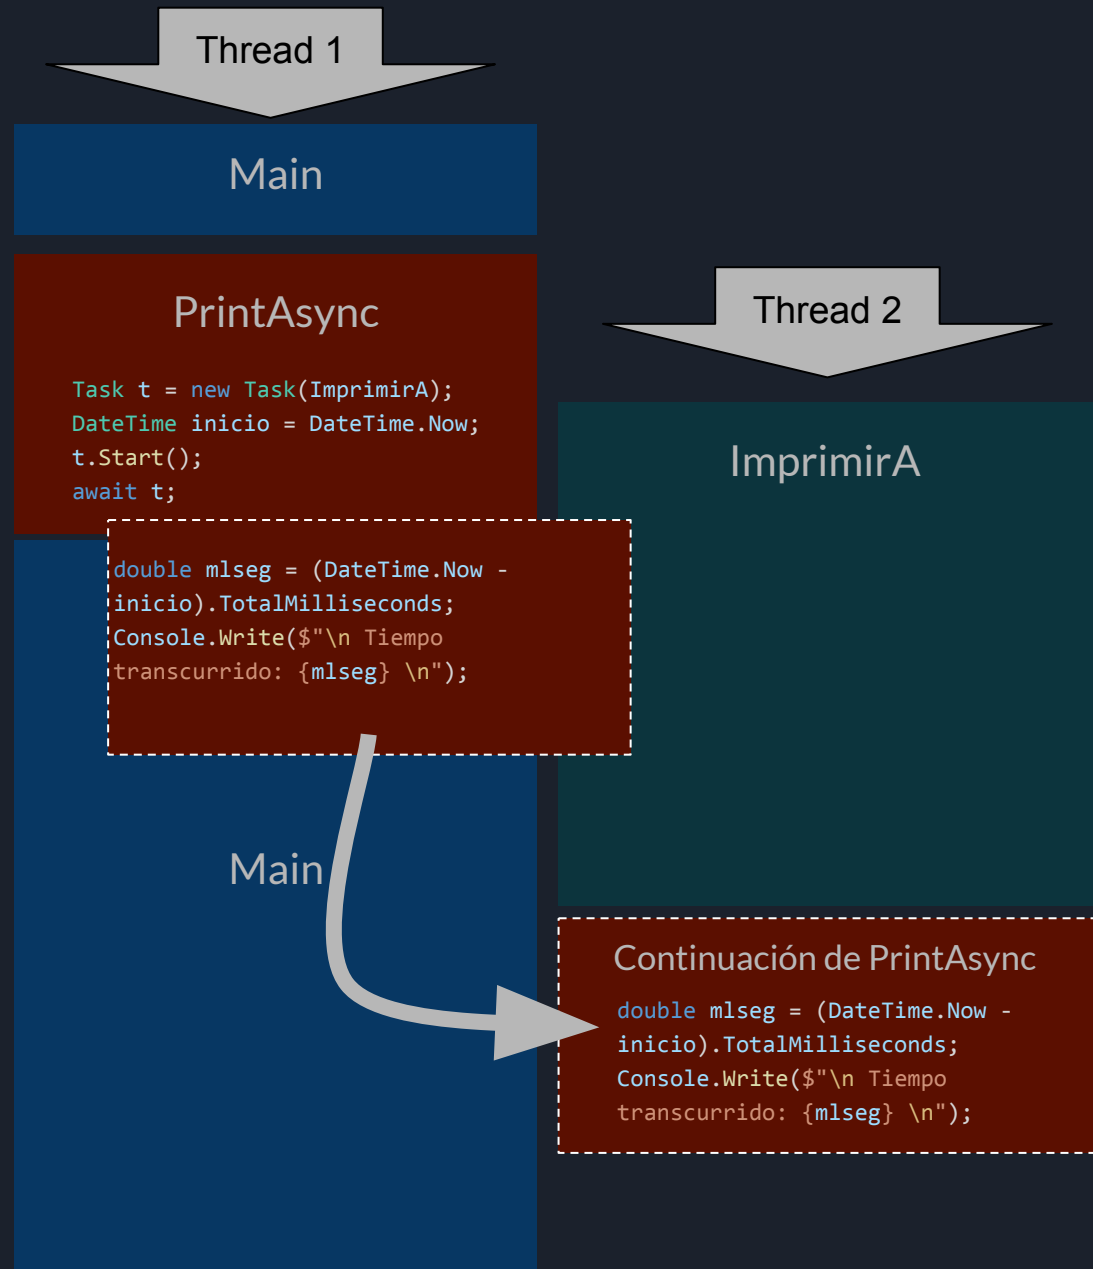 Thread 1
Main
PrintAsync
Task t = new Task(ImprimirA);
DateTime inicio = DateTime.Now;
t.Start();
await t;
double mlseg = (DateTime.Now -
inicio).TotalMilliseconds;
Console.Write($"\n Tiempo
transcurrido: {mlseg} \n");
Main
Thread 2
ImprimirA
Continuación de PrintAsync
double mlseg = (DateTime.Now -
inicio).TotalMilliseconds;
Console.Write($"\n Tiempo
transcurrido: {mlseg} \n");